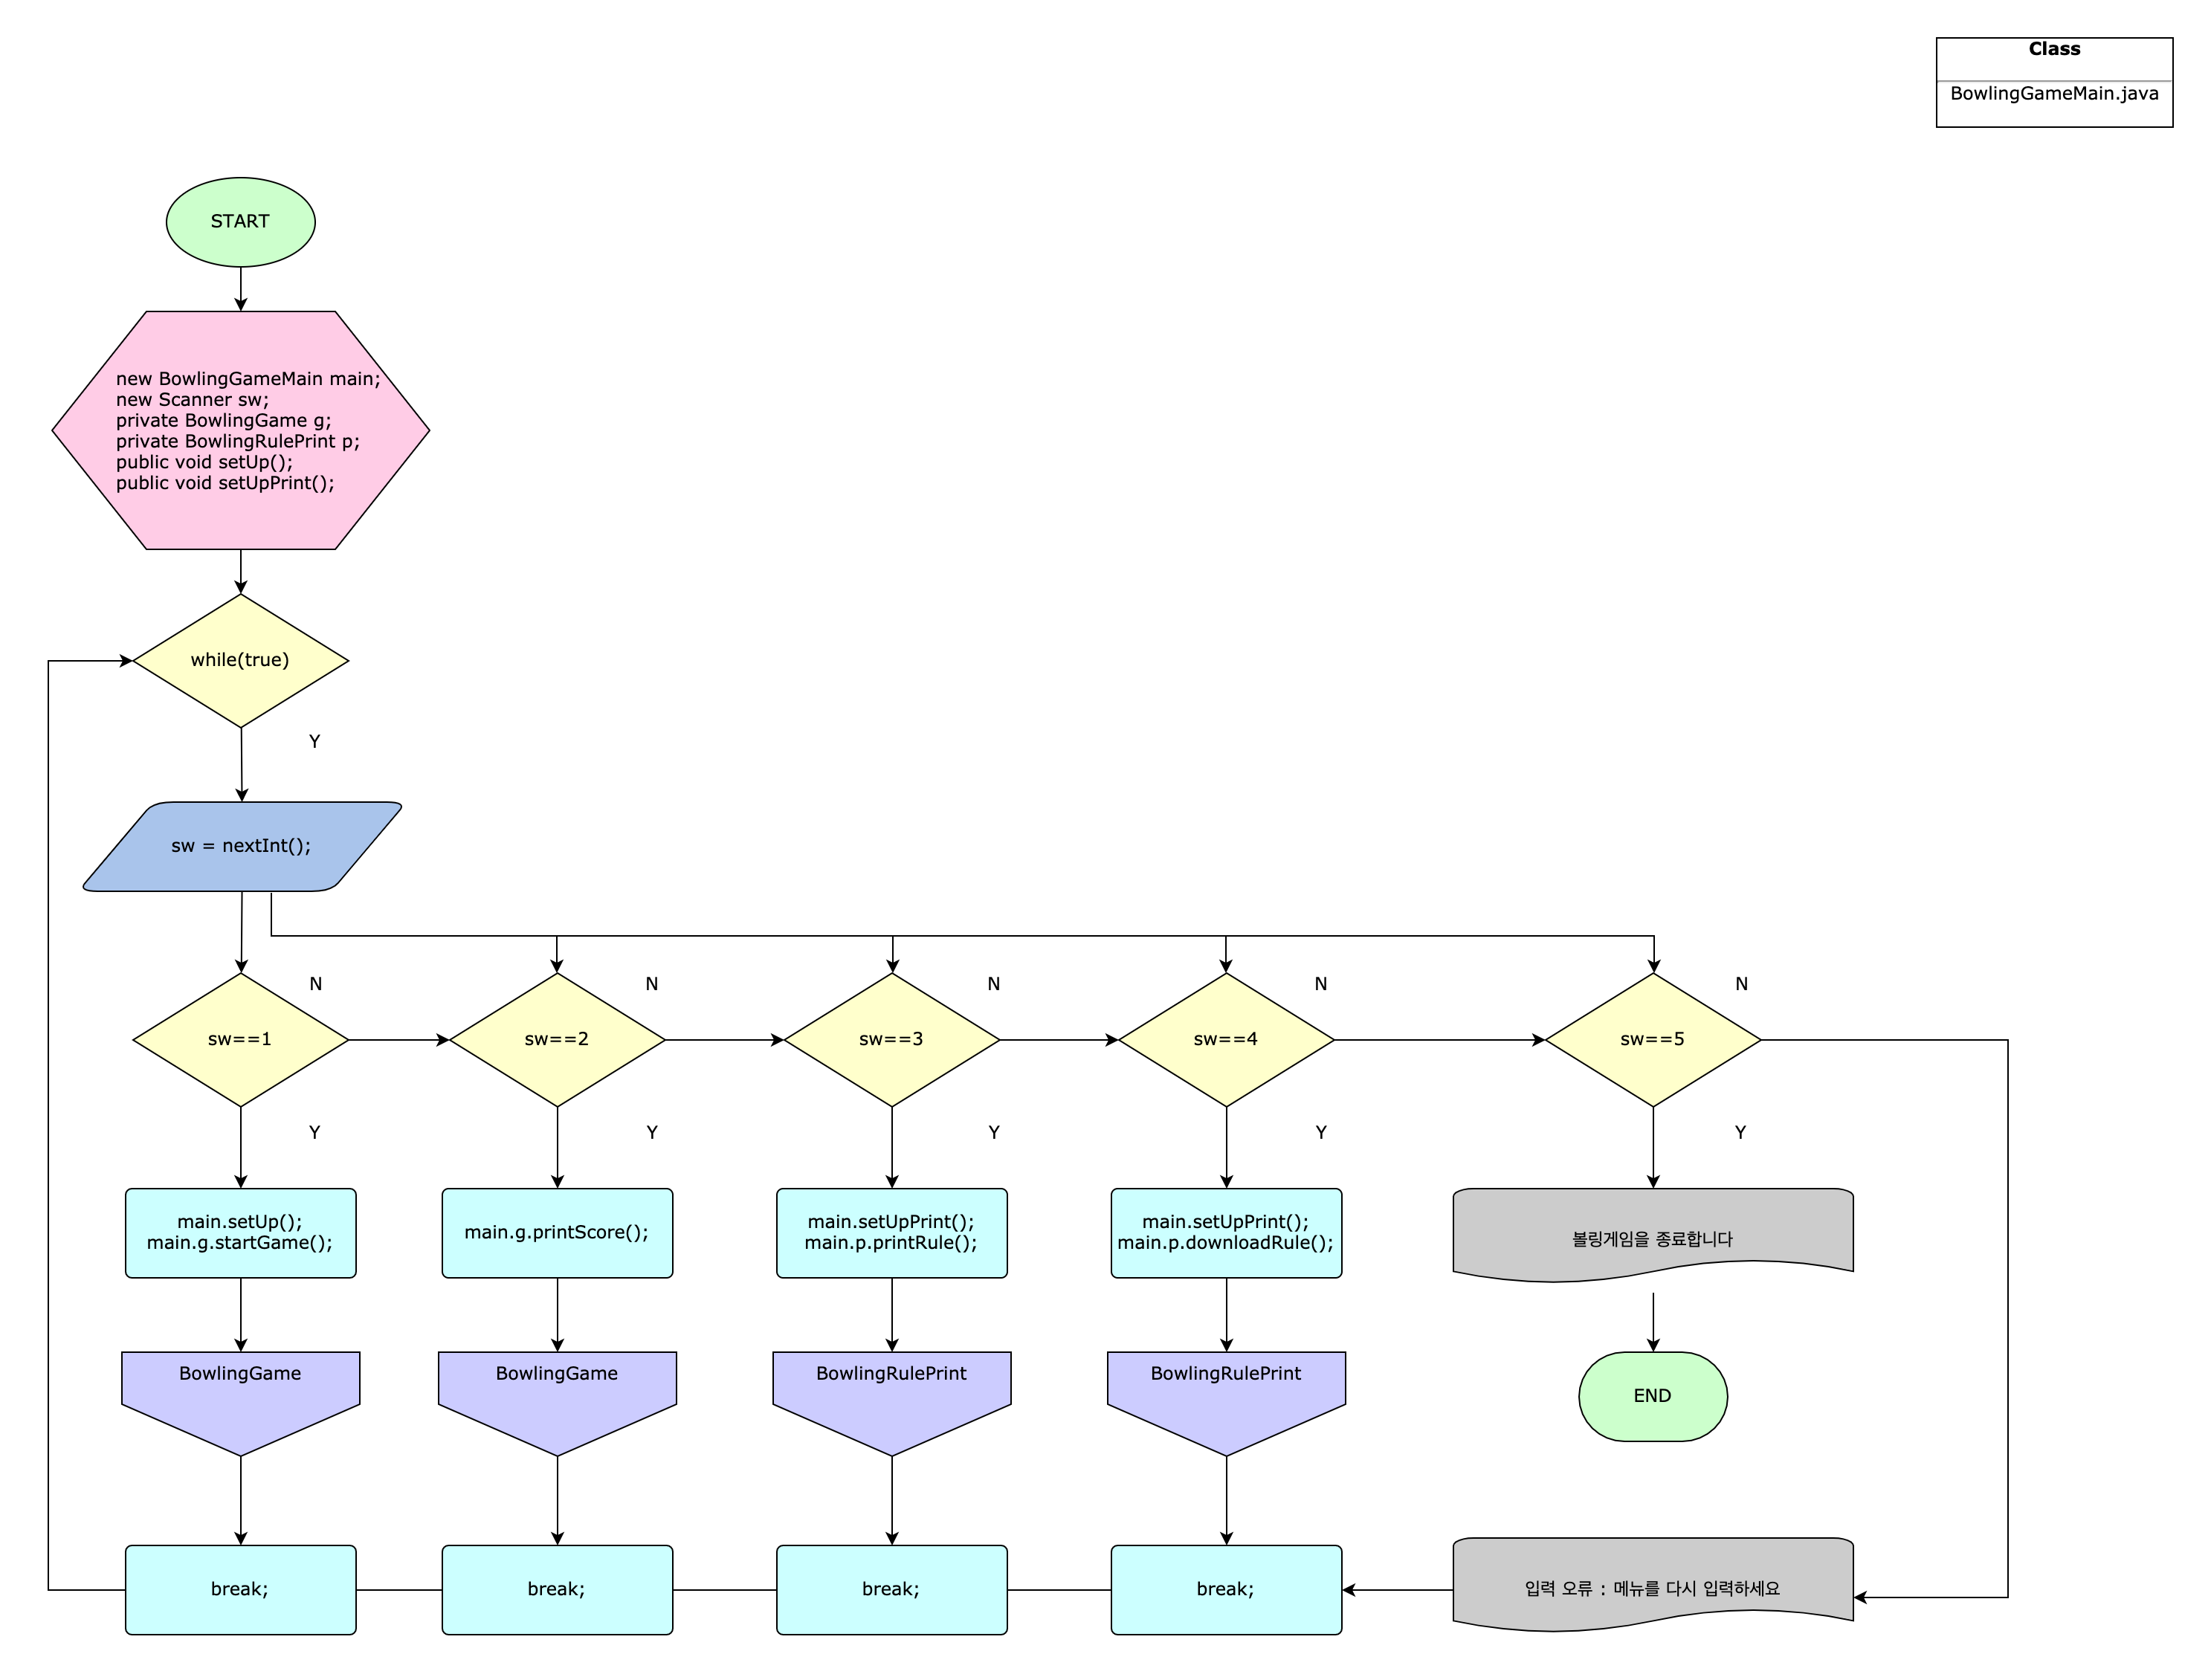 Class
BowlingGameMain.java
START
new BowlingGameMain main;
new Scanner sw;
private BowlingGame g;
private BowlingRulePrint p;
public void setUp();
public void setUpPrint();
while(true)
Y
sw = nextInt();
N
N
N
N
N
sw==1
sw==2
sw==3
sw==4
sw==5
Y
Y
Y
Y
Y
main.setUp();
main.g.startGame();
main.g.printScore();
main.setUpPrint();
main.p.printRule();
main.setUpPrint();
main.p.downloadRule();
볼링게임을 종료합니다
BowlingGame
BowlingGame
BowlingRulePrint
BowlingRulePrint
END
break;
break;
break;
break;
입력 오류 : 메뉴를 다시 입력하세요